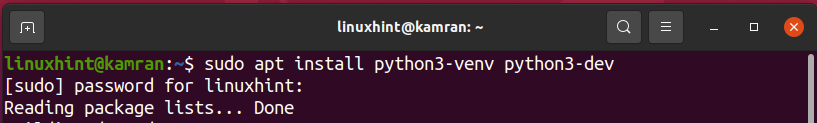 linuxhint@kamran: ~
linuxhint@kamran:~$ sudo apt install python3-venv python3-dev
[sudo] password for linuxhint:
Reading package lists... Done